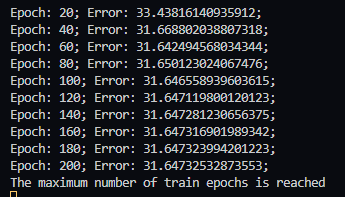 Epoch: 20; Error: 33.43816140935912;
Epoch: 40; Error: 31.668802038807318;
Epoch: 60; Error: 31.642494568034344;
Epoch: 80; Error: 31.650123024067476;
Epoch: 100; Error: 31.646558939603615;
Epoch: 120; Error: 31.647119800120123;
Epoch: 140; Error: 31.647281230656375;
Epoch: 160; Error: 31.647316901989342;
Epoch: 180; Error: 31.647323994201223;
Epoch: 200; Error: 31.64732532873553;
The maximum number of train epochs is reached